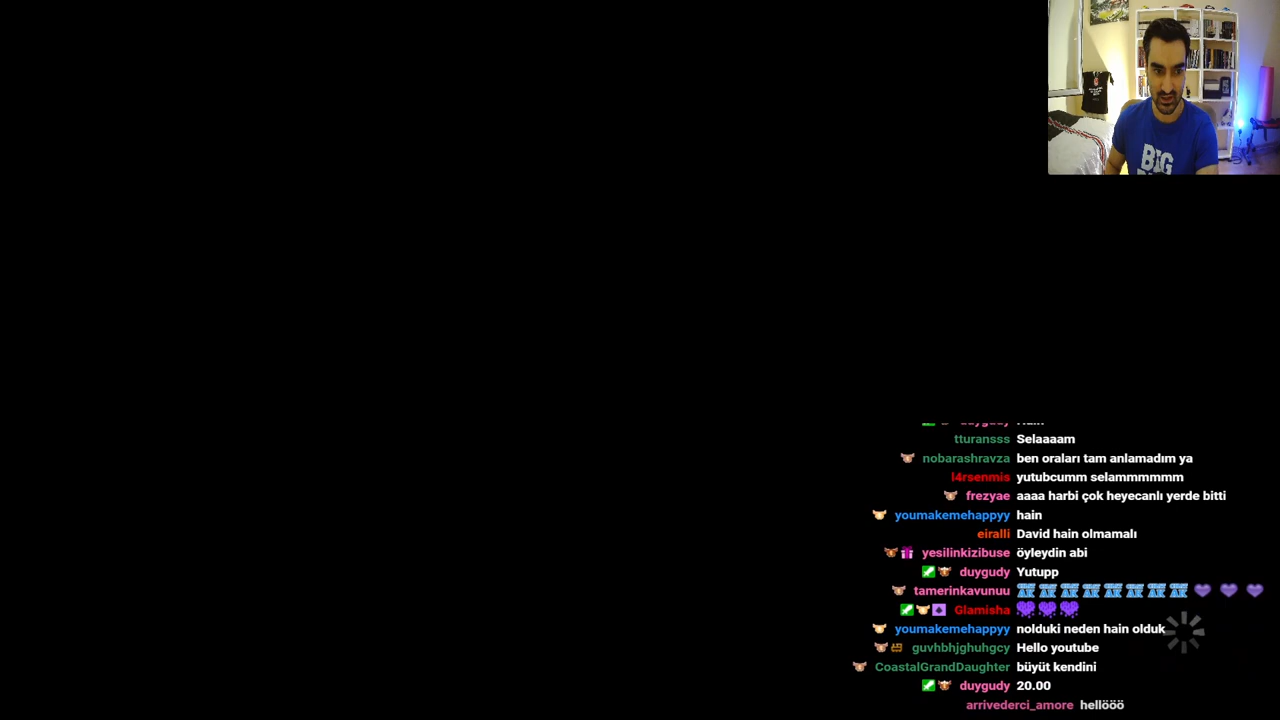 BIG
duygudy
tturansss Selaaaam
nobarashravza ben oraları tam anlamadım ya
l4rsenmis yutubcumm selammmmmm
frezyae aaaa harbi çok heyecanlı yerde bitti
youmakemehappyy hain
eiralli David hain olmamalı
yesilinkizibuse öyleydin abi
duygudy Yutupp
tamerinkavunuu
Glamisha
youmakemehappyy nolduki neden hain olduk
guvhbhjghuhgcy Hello youtube
CoastalGrandDaughter büyüt kendini
duygudy 20.00
arrivederci_amore hellööö